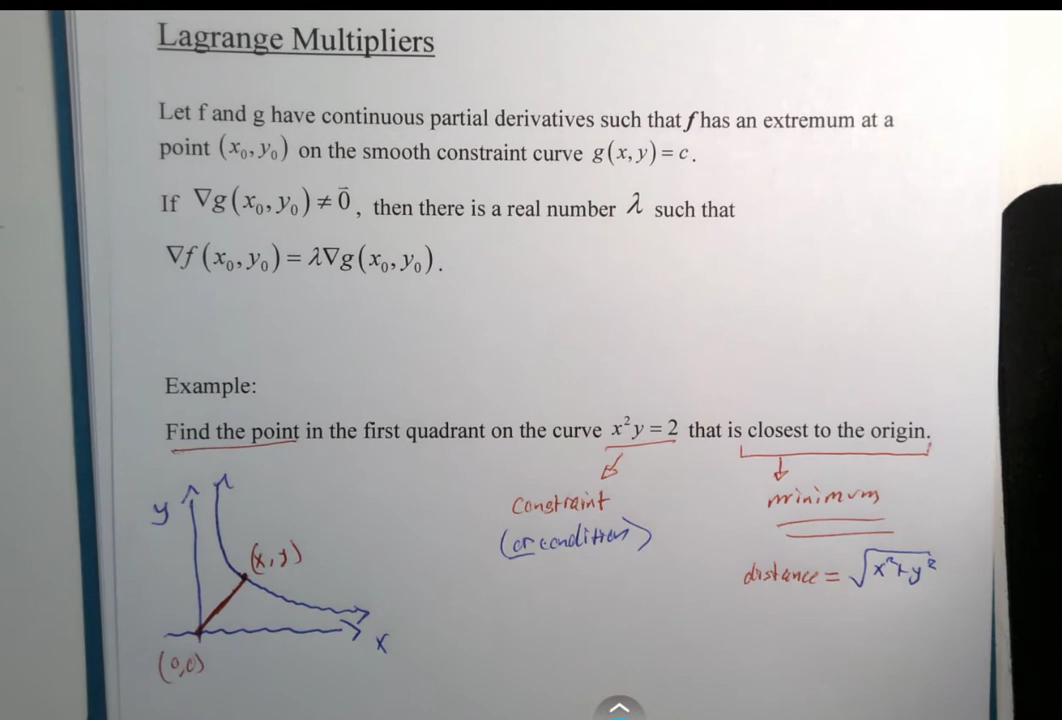 Lagrange Multipliers
Let f and g have continuous partial derivatives such that f has an extremum at a
point (x₀, y₀) on the smooth constraint curve g(x, y) = c.
If ∇g(x₀, y₀) ≠ 0⃗, then there is a real number λ such that
∇f(x₀, y₀) = λ∇g(x₀, y₀).
Example:
Find the point in the first quadrant on the curve x²y = 2 that is closest to the origin.
constraint
(or condition)
minimum
distance = √(x²+y²)
y
(x,y)
x
(0,0)